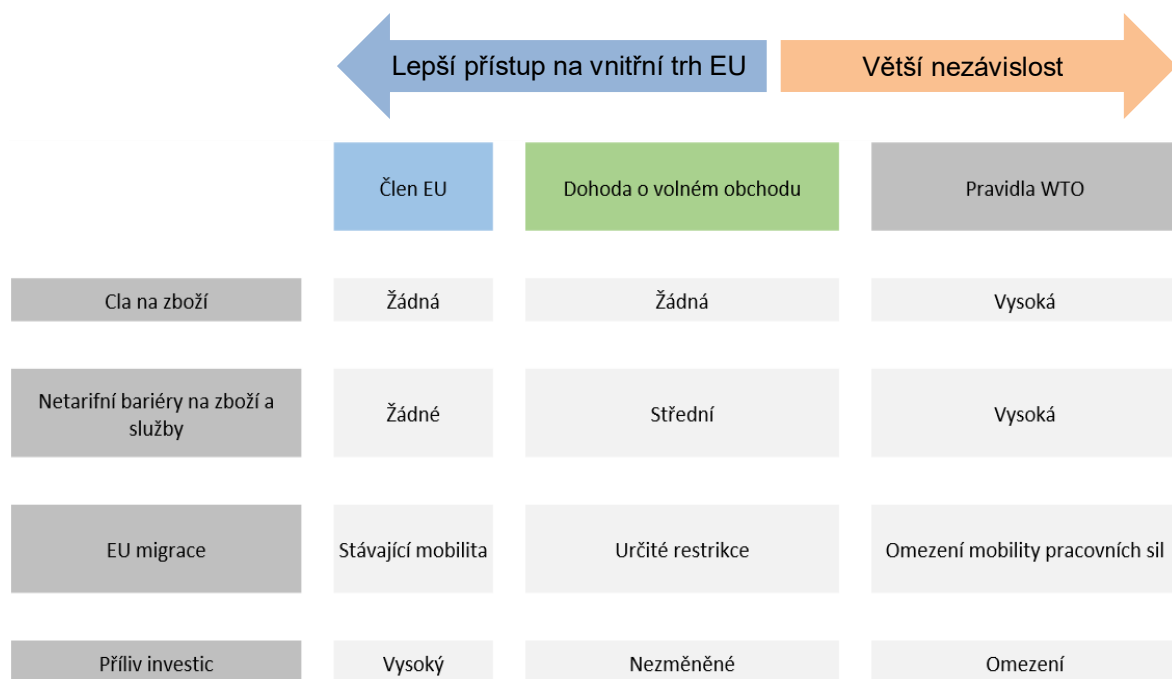 Lepší přístup na vnitřní trh EU
Větší nezávislost
Člen EU
Dohoda o volném obchodu
Pravidla WTO
Cla na zboží
Žádná
Žádná
Vysoká
Netarifní bariéry na zboží a
služby
Žádné
Střední
Vysoká
EU migrace
Stávající mobilita
Určité restrikce
Omezení mobility pracovních sil
Příliv investic
Vysoký
Nezměněné
Omezení